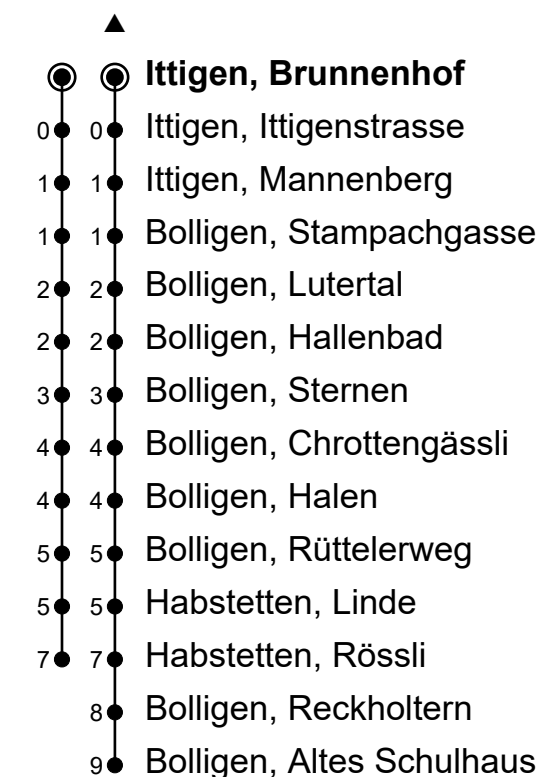 ▲
Ittigen, Brunnenhof
0 0 Ittigen, Ittigenstrasse
1 1 Ittigen, Mannenberg
1 1 Bolligen, Stampachgasse
2 2 Bolligen, Lutertal
2 2 Bolligen, Hallenbad
3 3 Bolligen, Sternen
4 4 Bolligen, Chrottengässli
4 4 Bolligen, Halen
5 5 Bolligen, Rüttelerweg
5 5 Habstetten, Linde
7 7 Habstetten, Rössli
8 Bolligen, Reckholtern
9 Bolligen, Altes Schulhaus